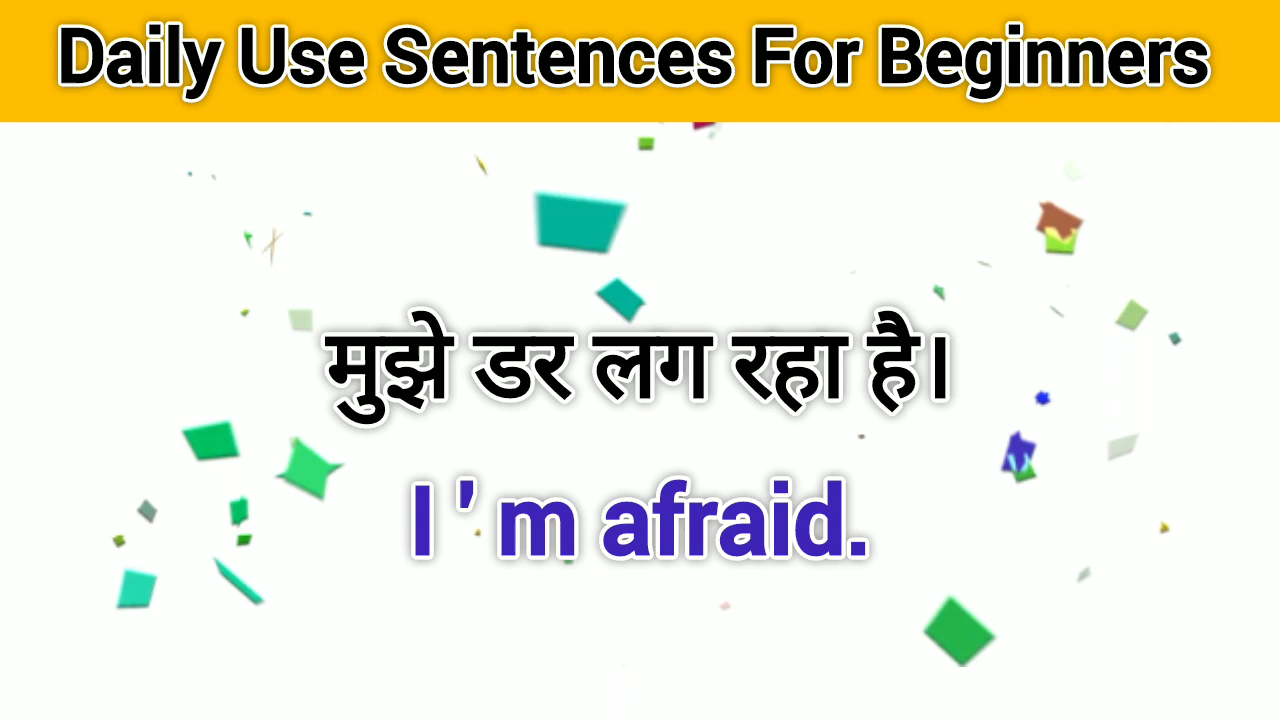 Daily Use Sentences For Beginners
मुझे डर लग रहा है।
I ' m afraid.